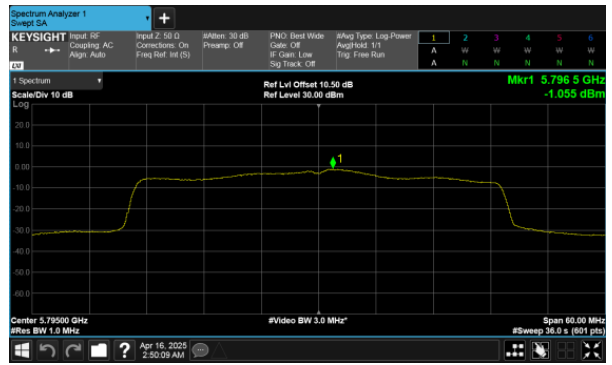 Spectrum Analyzer 1
Swept SA
KEYSIGHT Input: RF Input Z: 50 Ω #Atten: 30 dB PNO: Best Wide #Avg Type: Log-Power 1 2 3 4 5 6
R Coupling: AC Corrections: On Preamp: Off Gate: Off Avg|Hold: 1/1 A W W W W W
Align: Auto Freq Ref: Int (S) IF Gain: Low Trig: Free Run
LXI Sig Track: Off A N N N N N
1 Spectrum Ref Lvl Offset 10.50 dB Mkr1 5.796 5 GHz
Scale/Div 10 dB Ref Level 30.00 dBm -1.055 dBm
Log
20.0
10.0
0.00
1
-10.0
-20.0
-30.0
-40.0
-50.0
-60.0
Center 5.79500 GHz #Video BW 3.0 MHz* Span 60.00 MHz
#Res BW 1.0 MHz #Sweep 36.0 s (601 pts)
? Apr 16, 2025
2:50:09 AM